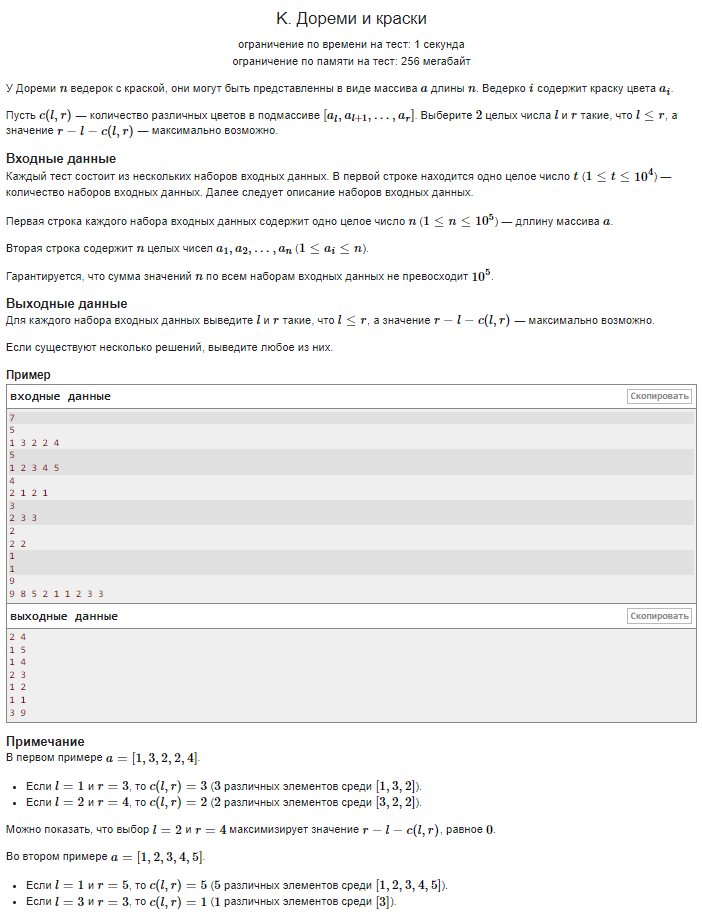 К. Дореми и краски
ограничение по времени на тест: 1 секунда
ограничение по памяти на тест: 256 мегабайт
У Дореми n ведерок с краской, они могут быть представлены в виде массива a длины n. Ведерко i содержит краску цвета a_i.
Пусть c(l, r) — количество различных цветов в подмассиве [a_l, a_{l+1}, …, a_r]. Выберите 2 целых числа l и r такие, что l ≤ r, а
значение r − l − c(l, r) — максимально возможно.
Входные данные
Каждый тест состоит из нескольких наборов входных данных. В первой строке находится одно целое число t (1 ≤ t ≤ 10^4) —
количество наборов входных данных. Далее следует описание наборов входных данных.
Первая строка каждого набора входных данных содержит одно целое число n (1 ≤ n ≤ 10^5) — дллину массива a.
Вторая строка содержит n целых чисел a_1, a_2, …, a_n (1 ≤ a_i ≤ n).
Гарантируется, что сумма значений n по всем наборам входных данных не превосходит 10^5.
Выходные данные
Для каждого набора входных данных выведите l и r такие, что l ≤ r, а значение r − l − c(l, r) — максимально возможно.
Если существуют несколько решений, выведите любое из них.
Пример
входные данные
Скопировать
7
5
1 3 2 2 4
5
1 2 3 4 5
4
2 1 2 1
3
2 3 3
2
2 2
1
1
9
9 8 5 2 1 1 2 3 3
выходные данные
Скопировать
2 4
1 5
1 4
2 3
1 2
1 1
3 9
Примечание
В первом примере a = [1, 3, 2, 2, 4].
• Если l = 1 и r = 3, то c(l, r) = 3 (3 различных элементов среди [1, 3, 2]).
• Если l = 2 и r = 4, то c(l, r) = 2 (2 различных элементов среди [3, 2, 2]).
Можно показать, что выбор l = 2 и r = 4 максимизирует значение r − l − c(l, r), равное 0.
Во втором примере a = [1, 2, 3, 4, 5].
• Если l = 1 и r = 5, то c(l, r) = 5 (5 различных элементов среди [1, 2, 3, 4, 5]).
• Если l = 3 и r = 3, то c(l, r) = 1 (1 различных элементов среди [3]).